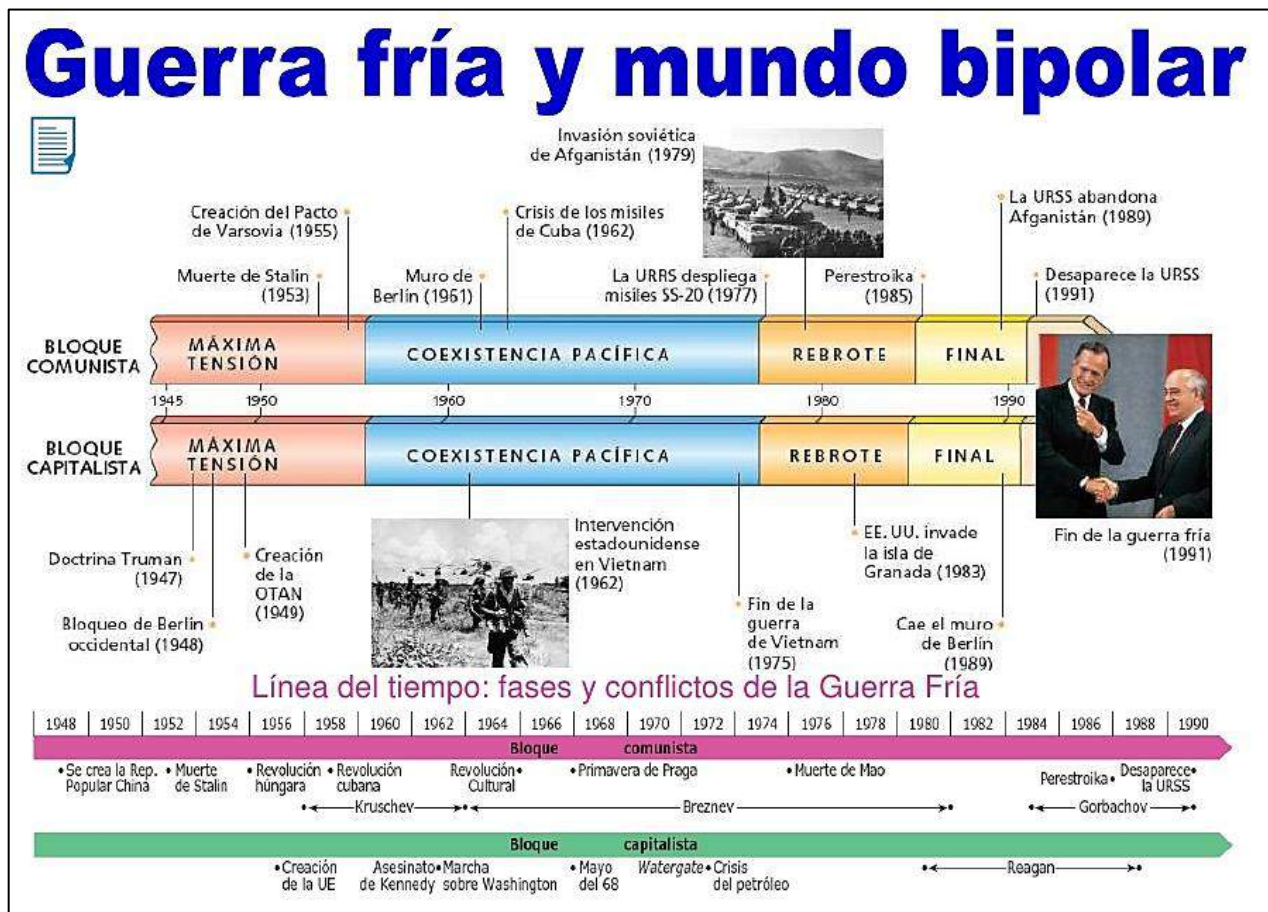 Guerra fría y mundo bipolar
Invasión soviética
de Afganistán (1979)
Creación del Pacto
de Varsovia (1955)
Crisis de los misiles
de Cuba (1962)
La URSS abandona
Afganistán (1989)
Muerte de Stalin
(1953)
Muro de
Berlín (1961)
La URRS despliega
misiles SS-20 (1977)
Perestroika
(1985)
Desaparece la URSS
(1991)
BLOQUE
COMUNISTA
MÁXIMA
TENSIÓN
COEXISTENCIA PACÍFICA
REBROTE
FINAL
1945 1950 1960 1970 1980 1990
BLOQUE
CAPITALISTA
MÁXIMA
TENSIÓN
COEXISTENCIA PACÍFICA
REBROTE
FINAL
Doctrina Truman
(1947)
Bloqueo de Berlín
occidental (1948)
Creación
de la
OTAN
(1949)
Intervención
estadounidense
en Vietnam
(1962)
Fin de la
guerra
de Vietnam
(1975)
EE. UU. invade
la isla de
Granada (1983)
Cae el muro
de Berlín
(1989)
Fin de la guerra fría
(1991)
Línea del tiempo: fases y conflictos de la Guerra Fría
1948 1950 1952 1954 1956 1958 1960 1962 1964 1966 1968 1970 1972 1974 1976 1978 1980 1982 1984 1986 1988 1990
Bloque comunista
Se crea la Rep.
Popular China
Muerte
de Stalin
Revolución
húngara
Revolución
cubana
Revolución
Cultural
Primavera de Praga
Muerte de Mao
Perestroika
Desaparece
la URSS
Kruschev
Breznev
Gorbachov
Bloque capitalista
Creación
de la UE
Asesinato
de Kennedy
Marcha
sobre Washington
Mayo
del 68
Watergate
Crisis
del petróleo
Reagan